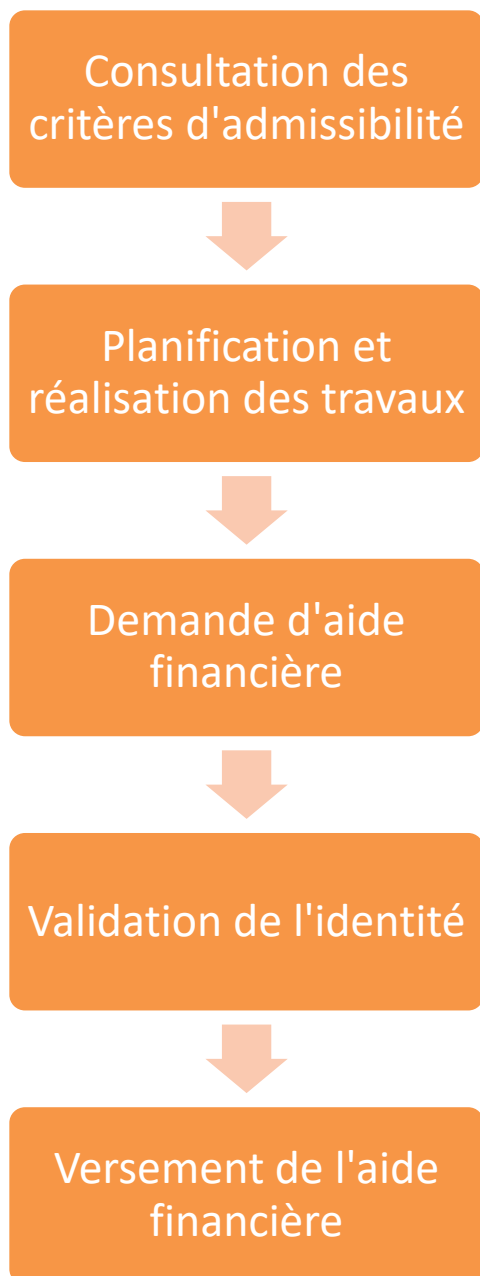 Consultation des
critères d'admissibilité
Planification et
réalisation des travaux
Demande d'aide
financière
Validation de l'identité
Versement de l'aide
financière